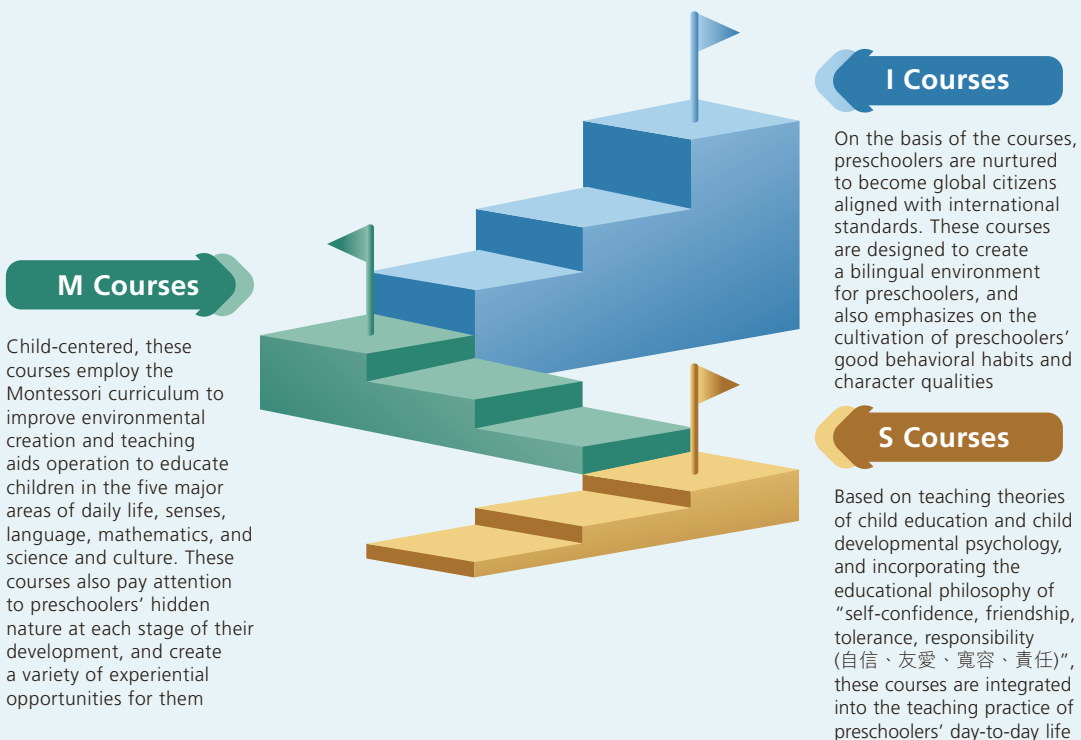 M Courses
Child-centered, these
courses employ the
Montessori curriculum to
improve environmental
creation and teaching
aids operation to educate
children in the five major
areas of daily life, senses,
language, mathematics, and
science and culture. These
courses also pay attention
to preschoolers’ hidden
nature at each stage of their
development, and create
a variety of experiential
opportunities for them
I Courses
On the basis of the courses,
preschoolers are nurtured
to become global citizens
aligned with international
standards. These courses
are designed to create
a bilingual environment
for preschoolers, and
also emphasizes on the
cultivation of preschoolers’
good behavioral habits and
character qualities
S Courses
Based on teaching theories
of child education and child
developmental psychology,
and incorporating the
educational philosophy of
“self-confidence, friendship,
tolerance, responsibility
(自信、友愛、寬容、責任)”,
these courses are integrated
into the teaching practice of
preschoolers’ day-to-day life